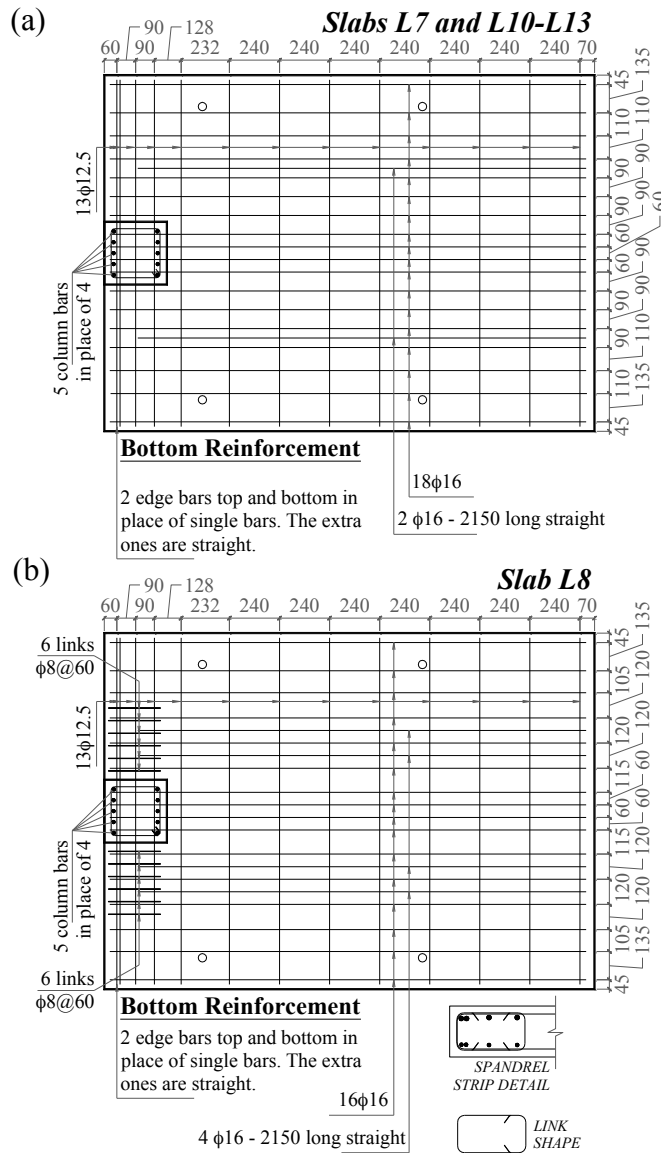 (a)
Slabs L7 and L10-L13
90 128
60 90 232 240 240 240 240 240 240 240 70
13ϕ12.5
5 column bars
in place of 4
45
135
110
110
90
90
90
90
60
60
60
90
90
90
90
110
110
135
45
Bottom Reinforcement
2 edge bars top and bottom in
place of single bars. The extra
ones are straight.
18ϕ16
2 ϕ16 - 2150 long straight
(b)
Slab L8
90 128
60 90 232 240 240 240 240 240 240 240 70
6 links
ϕ8@60
13ϕ12.5
5 column bars
in place of 4
6 links
ϕ8@60
45
135
105
120
120
120
115
60
60
60
115
120
120
120
105
135
45
Bottom Reinforcement
2 edge bars top and bottom in
place of single bars. The extra
ones are straight.
16ϕ16
4 ϕ16 - 2150 long straight
SPANDREL
STRIP DETAIL
LINK
SHAPE